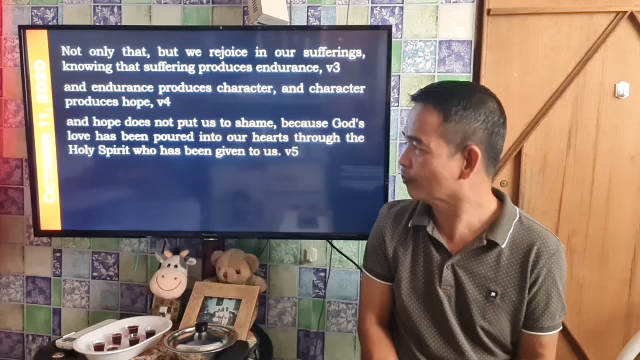 Not only that, but we rejoice in our sufferings,
knowing that suffering produces endurance, v3
and endurance produces character, and character
produces hope, v4
and hope does not put us to shame, because God's
love has been poured into our hearts through the
Holy Spirit who has been given to us. v5